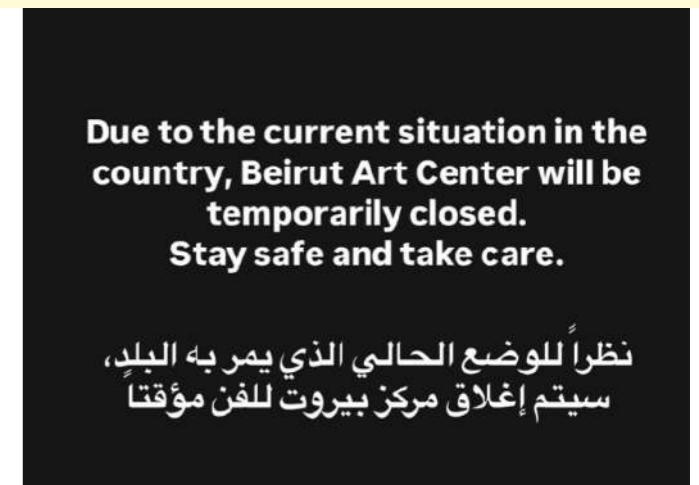 Due to the current situation in the
country, Beirut Art Center will be
temporarily closed.
Stay safe and take care.
نظراً للوضع الحالي الذي يمر به البلد،
سيتم إغلاق مركز بيروت للفن مؤقتاً